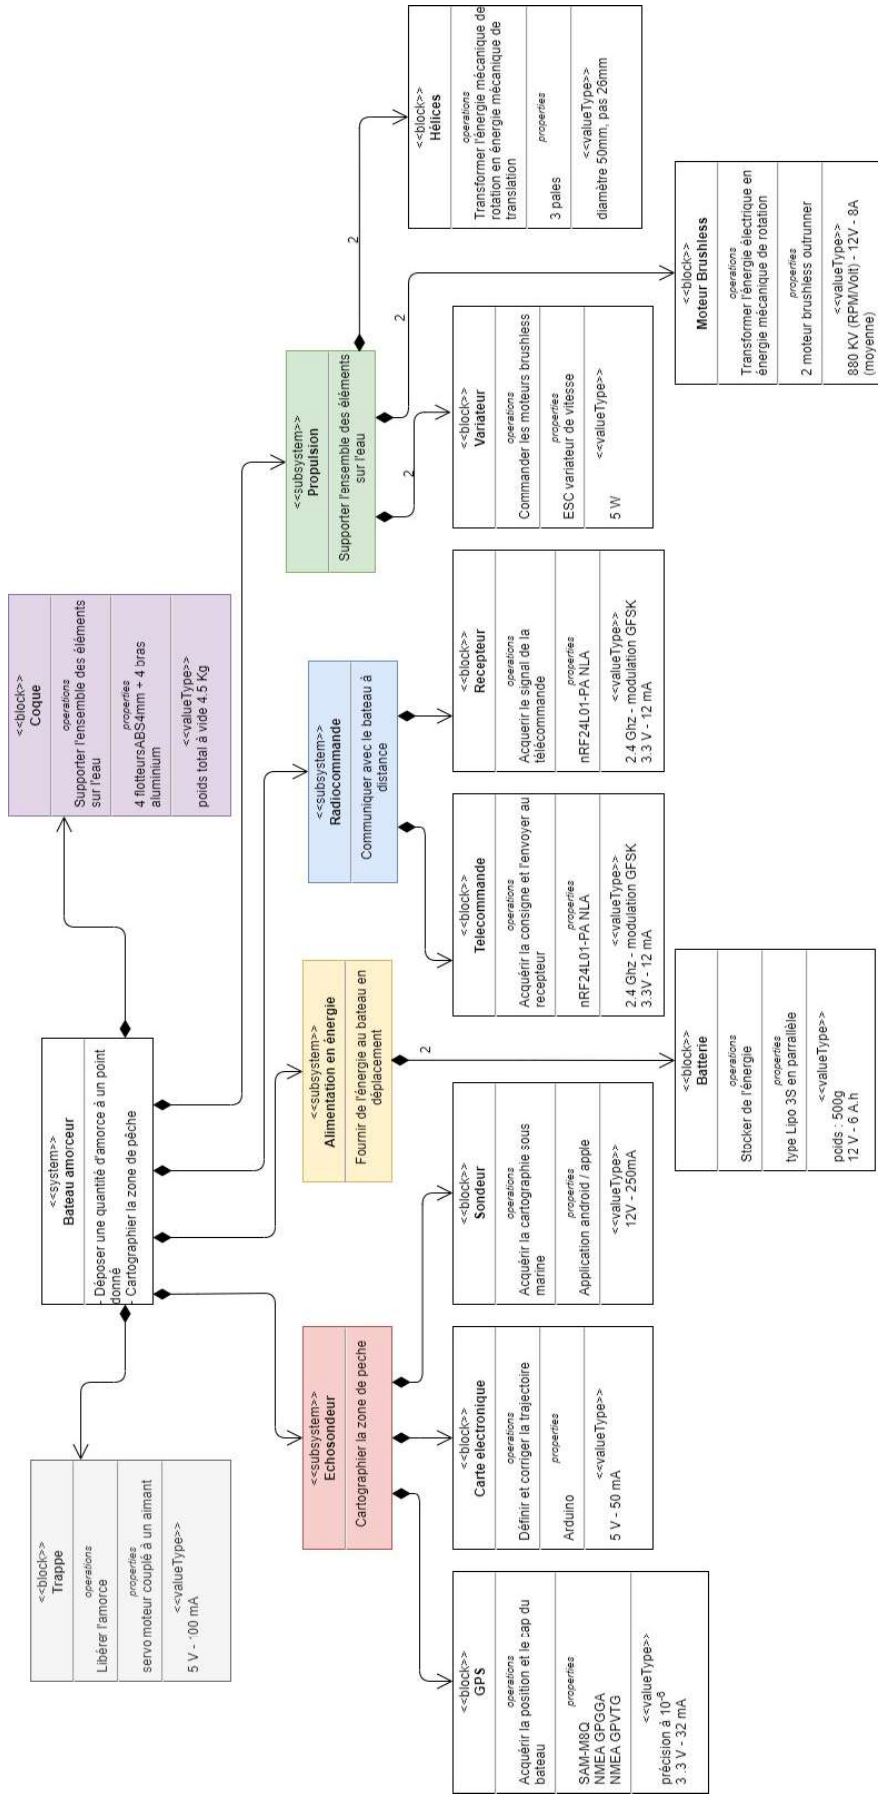 <<block>>
Trappe
operations
Libérer l'amorce
properties
servo moteur couplé à un aimant
<<valueType>>
5 V - 100 mA
<<system>>
Bateau amorceur
- Déposer une quantité d'amorce à un point
donné
- Cartographier la zone de pêche
<<block>>
Coque
operations
Supporter l'ensemble des éléments
sur l'eau
properties
4 flotteursABS4mm + 4 bras
aluminium
<<valueType>>
poids total à vide 4.5 Kg
<<subsystem>>
Echosondeur
Cartographier la zone de peche
<<subsystem>>
Alimentation en énergie
Fournir de l'énergie au bateau en
déplacement
<<subsystem>>
Radiocommande
Communiquer avec le bateau à
distance
<<subsystem>>
Propulsion
Supporter l'ensemble des éléments
sur l'eau
2
2
2
2
<<block>>
GPS
operations
Acquérir la position et le cap du
bateau
properties
SAM-M8Q
NMEA GPGGA
NMEA GPVTG
<<valueType>>
précision à 10⁻⁶
3 .3 V - 32 mA
<<block>>
Carte electronique
operations
Définir et corriger la trajectoire
properties
Arduino
<<valueType>>
5 V - 50 mA
<<block>>
Sondeur
operations
Acquérir la cartographie sous
marine
properties
Application android / apple
<<valueType>>
12V - 250mA
<<block>>
Telecommande
operations
Acquérir la consigne et l'envoyer au
recepteur
properties
nRF24L01-PA NLA
<<valueType>>
2.4 Ghz - modulation GFSK
3.3V - 12 mA
<<block>>
Recepteur
operations
Acquerir le signal de la
télécommande
properties
nRF24L01-PA NLA
<<valueType>>
2.4 Ghz - modulation GFSK
3.3 V - 12 mA
<<block>>
Variateur
operations
Commander les moteurs brushless
properties
ESC variateur de vitesse
<<valueType>>
5 W
<<block>>
Hélices
operations
Transformer l'énergie mécanique de
rotation en énergie mécanique de
translation
properties
3 pales
<<valueType>>
diamètre 50mm, pas 26mm
<<block>>
Batterie
operations
Stocker de l'énergie
properties
type Lipo 3S en parrallèle
<<valueType>>
poids : 500g
12 V - 6 A.h
<<block>>
Moteur Brushless
operations
Transformer l'énergie électrique en
énergie mécanique de rotation
properties
2 moteur brushless outrunner
<<valueType>>
880 KV (RPM/Volt) - 12V - 8A
(moyenne)